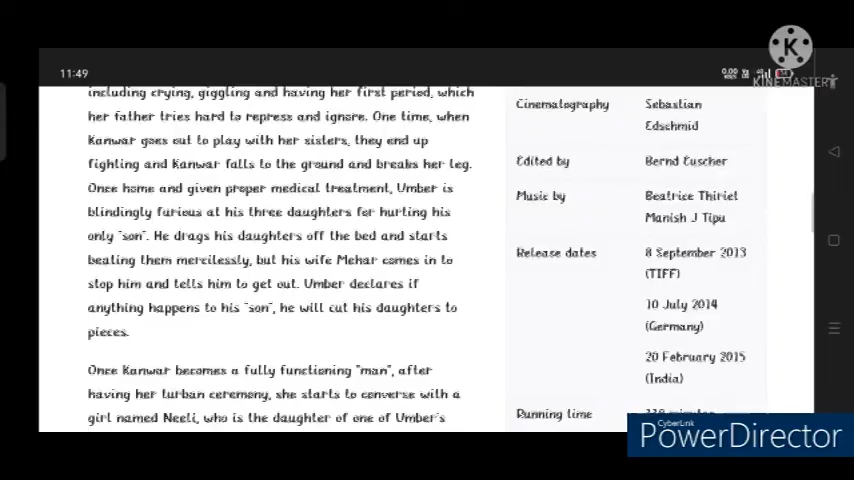 11:49
KINEMASTER
including crying, giggling and having her first period, which
her father tries hard to repress and ignore. One time, when
Kanwar goes out to play with her sisters, they end up
fighting and Kanwar falls to the ground and breaks her leg.
Once home and given proper medical treatment, Umber is
blindingly furious at his three daughters for hurting his
only "son". He drags his daughters off the bed and starts
beating them mercilessly, but his wife Mehar comes in to
stop him and tells him to get out. Umber declares if
anything happens to his "son", he will cut his daughters to
pieces.
Once Kanwar becomes a fully functioning "man", after
having her turban ceremony, she starts to converse with a
girl named Neeli, who is the daughter of one of Umber's
Cinematography Sebastian
Edschmid
Edited by Bernd Euscher
Music by Beatrice Thiriet
Manish J Tipu
Release dates 8 September 2013
(TIFF)
10 July 2014
(Germany)
20 February 2015
(India)
Running time
CyberLink
PowerDirector